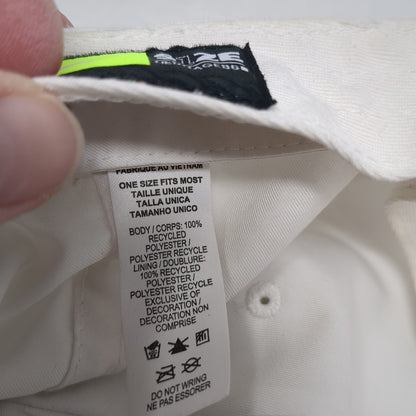 FABRIQUE AU VIETNAM
ONE SIZE FITS MOST
TAILLE UNIQUE
TALLA UNICA
TAMANHO UNICO
BODY / CORPS: 100%
RECYCLED
POLYESTER /
POLYESTER RECYCLE
LINING / DOUBLURE:
100% RECYCLED
POLYESTER /
POLYESTER RECYCLE
EXCLUSIVE OF
DECORATION /
DECORATION NON
COMPRISE
DO NOT WRING
NE PAS ESSORER